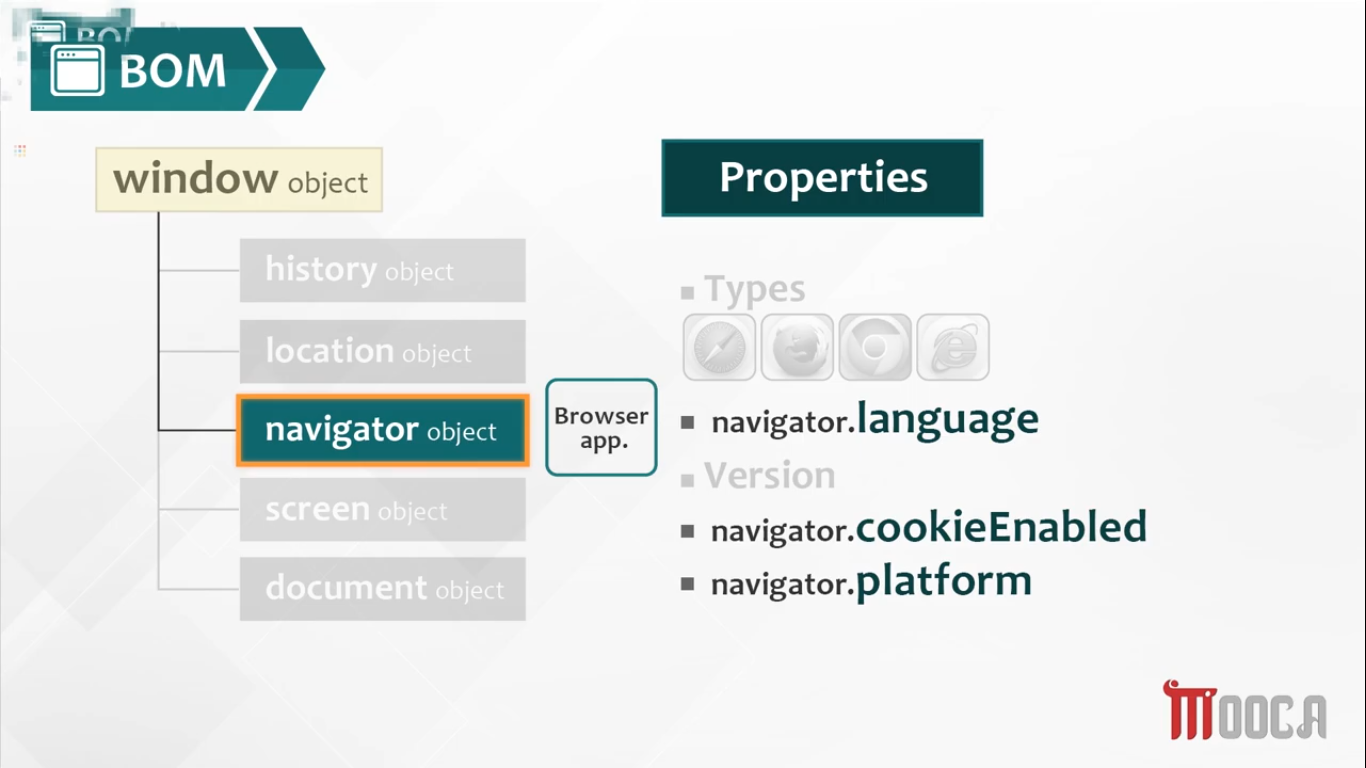 BOM
window object
history object
location object
navigator object
screen object
document object
Browser
app.
Properties
Types
navigator.language
Version
navigator.cookieEnabled
navigator.platform
MOOCA